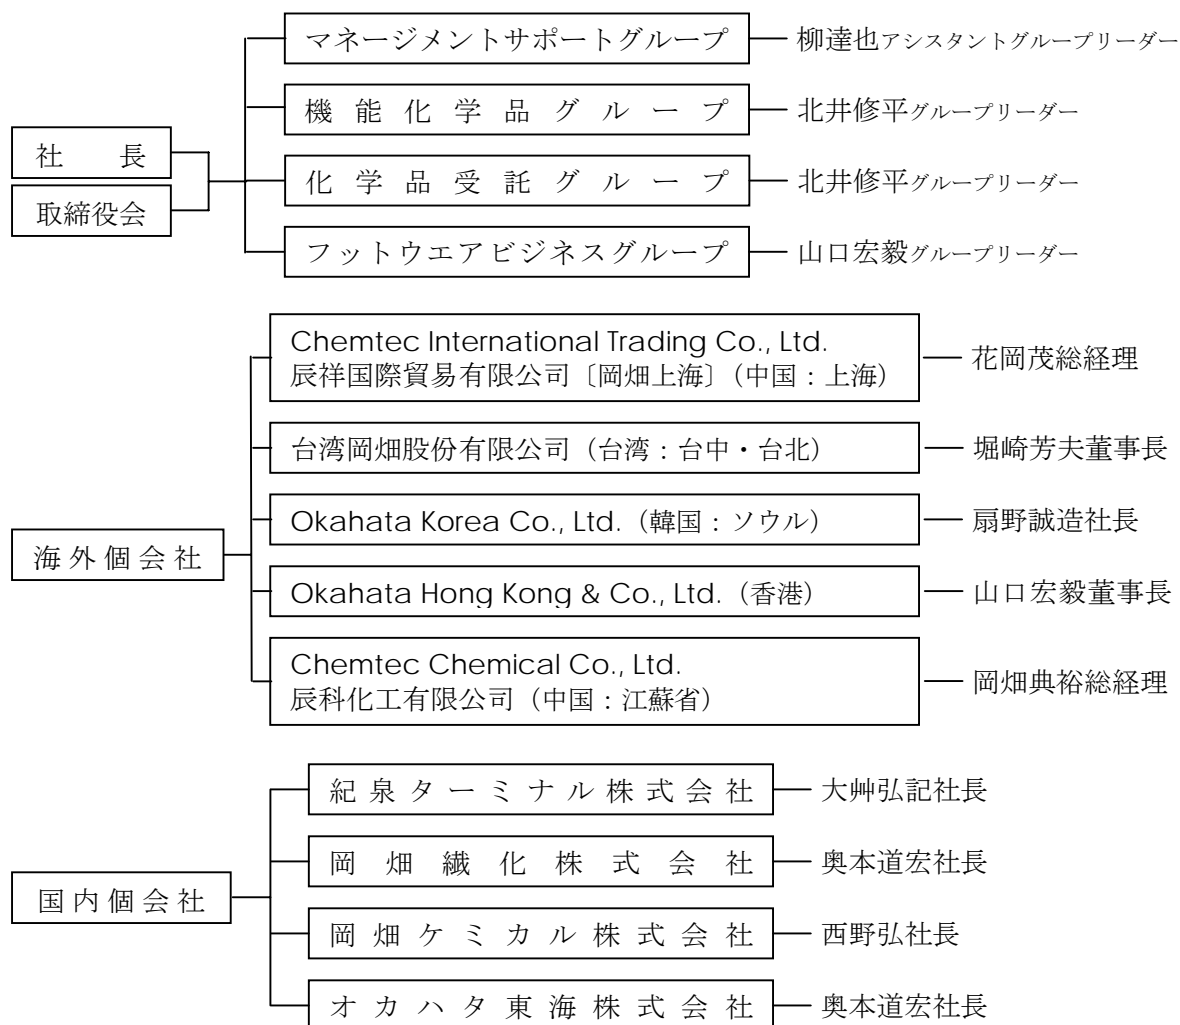 マネージメントサポートグループ 柳達也アシスタントグループリーダー
機能化学品グループ 北井修平グループリーダー
社長
化学品受託グループ 北井修平グループリーダー
取締役会
フットウエアビジネスグループ 山口宏毅グループリーダー
Chemtec International Trading Co., Ltd.
辰祥国際貿易有限公司〔岡畑上海〕（中国：上海） 花岡茂総経理
台湾岡畑股份有限公司（台湾：台中・台北） 堀崎芳夫董事長
Okahata Korea Co., Ltd.（韓国：ソウル） 扇野誠造社長
海外個会社
Okahata Hong Kong & Co., Ltd.（香港） 山口宏毅董事長
Chemtec Chemical Co., Ltd.
辰科化工有限公司（中国：江蘇省） 岡畑典裕総経理
紀泉ターミナル株式会社 大艸弘記社長
岡畑繊化株式会社 奥本道宏社長
国内個会社
岡畑ケミカル株式会社 西野弘社長
オカハタ東海株式会社 奥本道宏社長